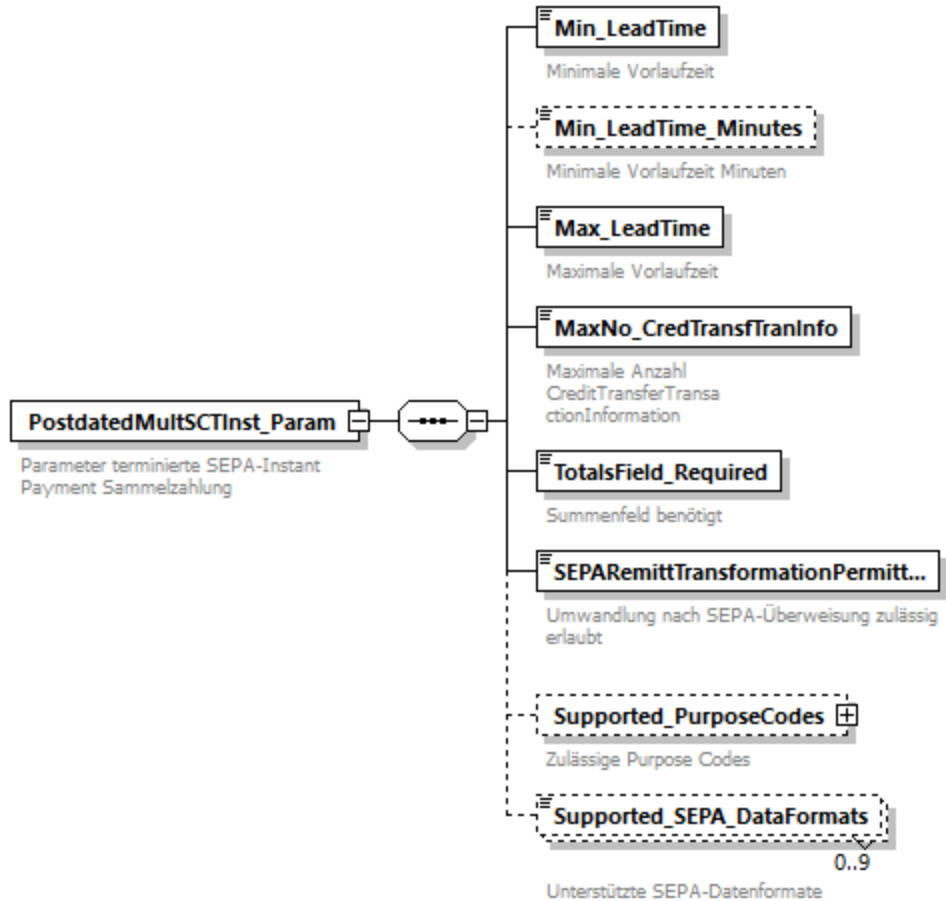 Min_LeadTime
Minimale Vorlaufzeit
Min_LeadTime_Minutes
Minimale Vorlaufzeit Minuten
Max_LeadTime
Maximale Vorlaufzeit
MaxNo_CredTransfTranInfo
Maximale Anzahl
CreditTransferTransa
ctionInformation
PostdatedMultSCTInst_Param
Parameter terminierte SEPA-Instant
Payment Sammelzahlung
TotalsField_Required
Summenfeld benötigt
SEPARemittTransformationPermitt...
Umwandlung nach SEPA-Überweisung zulässig
erlaubt
Supported_PurposeCodes
Zulässige Purpose Codes
Supported_SEPA_DataFormats
0..9
Unterstützte SEPA-Datenformate